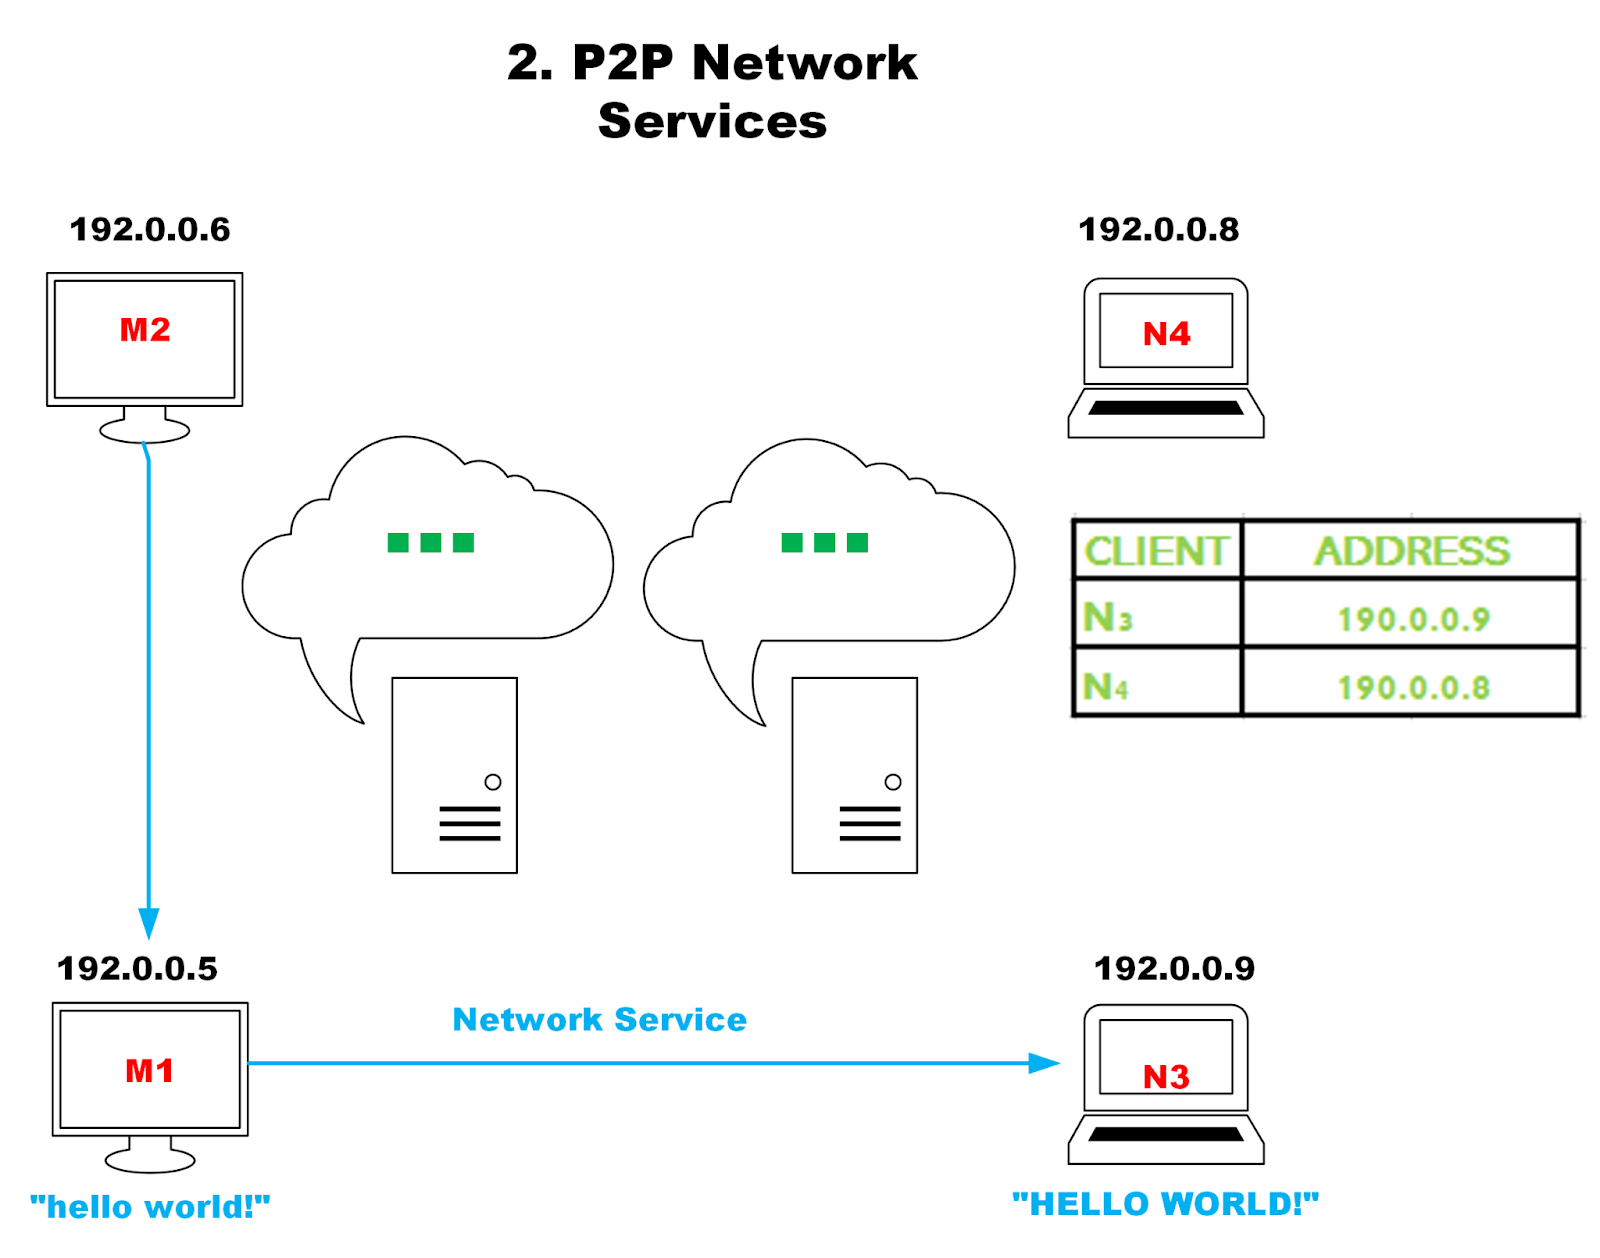 2. P2P Network
Services
192.0.0.6
192.0.0.8
M2
N4
CLIENT ADDRESS
N3 190.0.0.9
N4 190.0.0.8
192.0.0.5
192.0.0.9
Network Service
M1
N3
"hello world!"
"HELLO WORLD!"